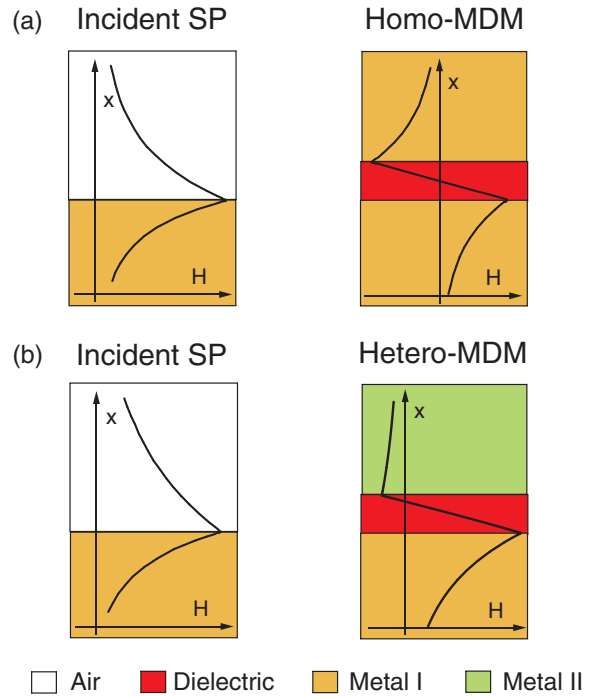 (a) Incident SP Homo-MDM
x x
H H
(b) Incident SP Hetero-MDM
x x
H H
Air Dielectric Metal I Metal II